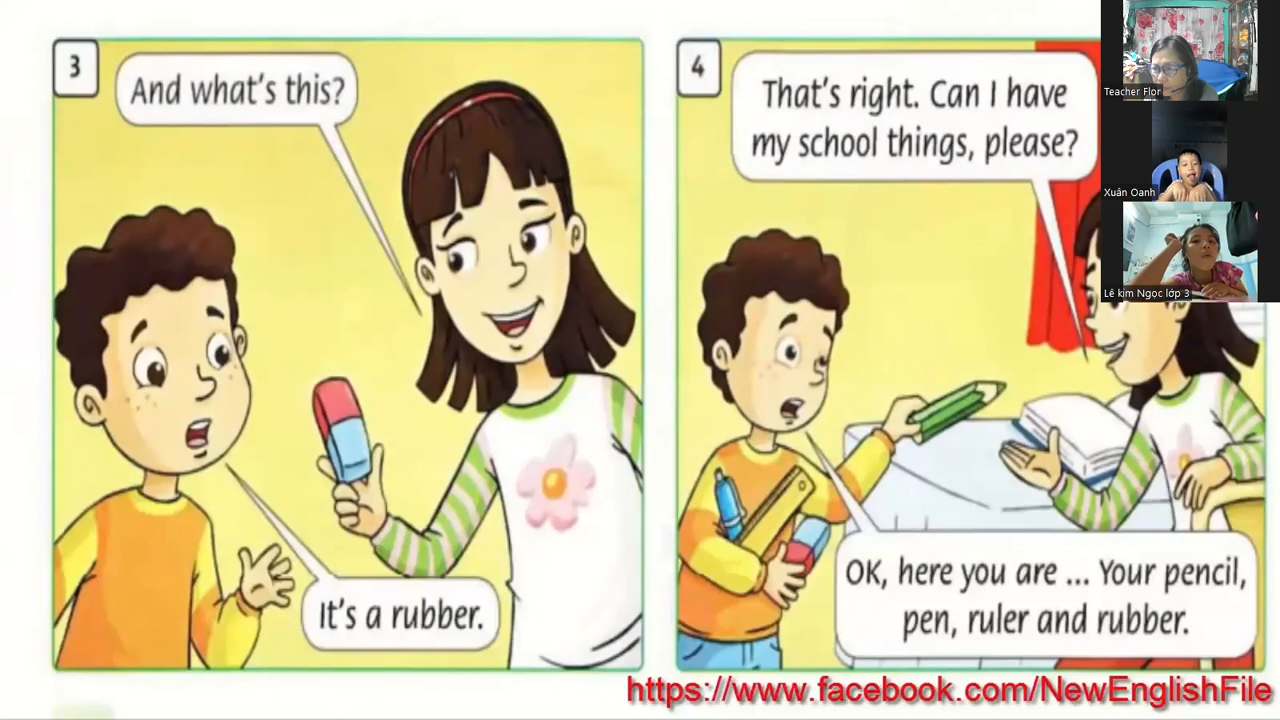 3
And what's this?
It's a rubber.
4
That's right. Can I have
my school things, please?
OK, here you are ... Your pencil,
pen, ruler and rubber.
Teacher Flor
Xuân Oanh
Lê kim Ngọc lớp 3
https://www.facebook.com/NewEnglishFile